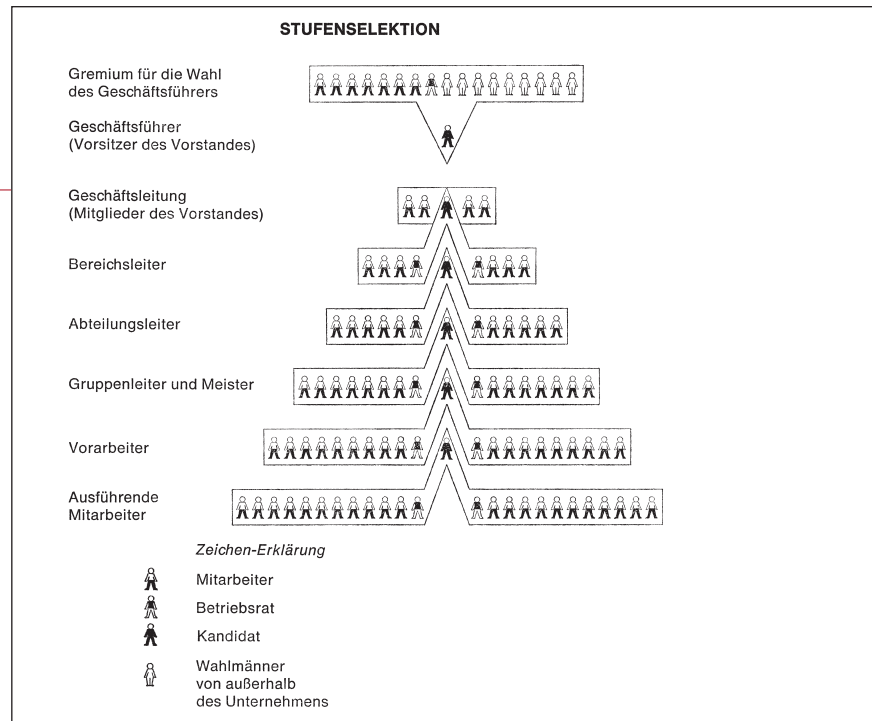 STUFENSELEKTION
Gremium für die Wahl
des Geschäftsführers
Geschäftsführer
(Vorsitzer des Vorstandes)
Geschäftsleitung
(Mitglieder des Vorstandes)
Bereichsleiter
Abteilungsleiter
Gruppenleiter und Meister
Vorarbeiter
Ausführende
Mitarbeiter
Zeichen-Erklärung
Mitarbeiter
Betriebsrat
Kandidat
Wahlmänner
von außerhalb
des Unternehmens